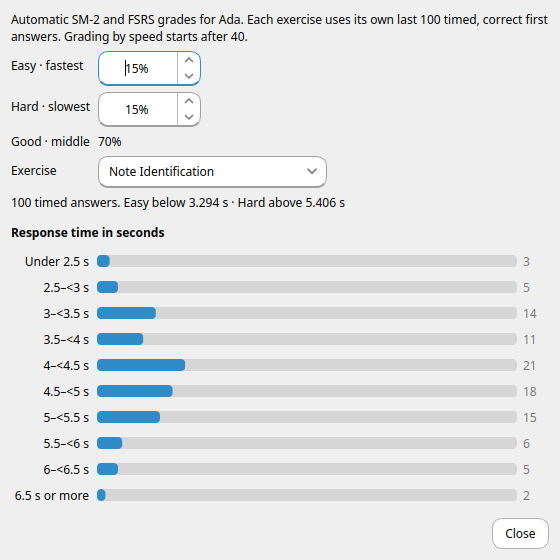 Automatic SM-2 and FSRS grades for Ada. Each exercise uses its own last 100 timed, correct first
answers. Grading by speed starts after 40.
Easy · fastest 15%
Hard · slowest 15%
Good · middle 70%
Exercise Note Identification
100 timed answers. Easy below 3.294 s · Hard above 5.406 s
Response time in seconds
Under 2.5 s 3
2.5–<3 s 5
3–<3.5 s 14
3.5–<4 s 11
4–<4.5 s 21
4.5–<5 s 18
5–<5.5 s 15
5.5–<6 s 6
6–<6.5 s 5
6.5 s or more 2
Close